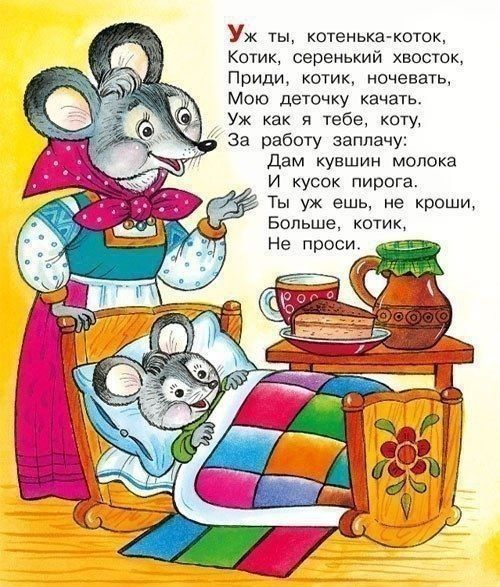 Уж ты, котенька-коток,
Котик, серенький хвосток,
Приди, котик, ночевать,
Мою деточку качать.
Уж как я тебе, коту,
За работу заплачу:
Дам кувшин молока
И кусок пирога.
Ты уж ешь, не кроши,
Больше, котик,
Не проси.